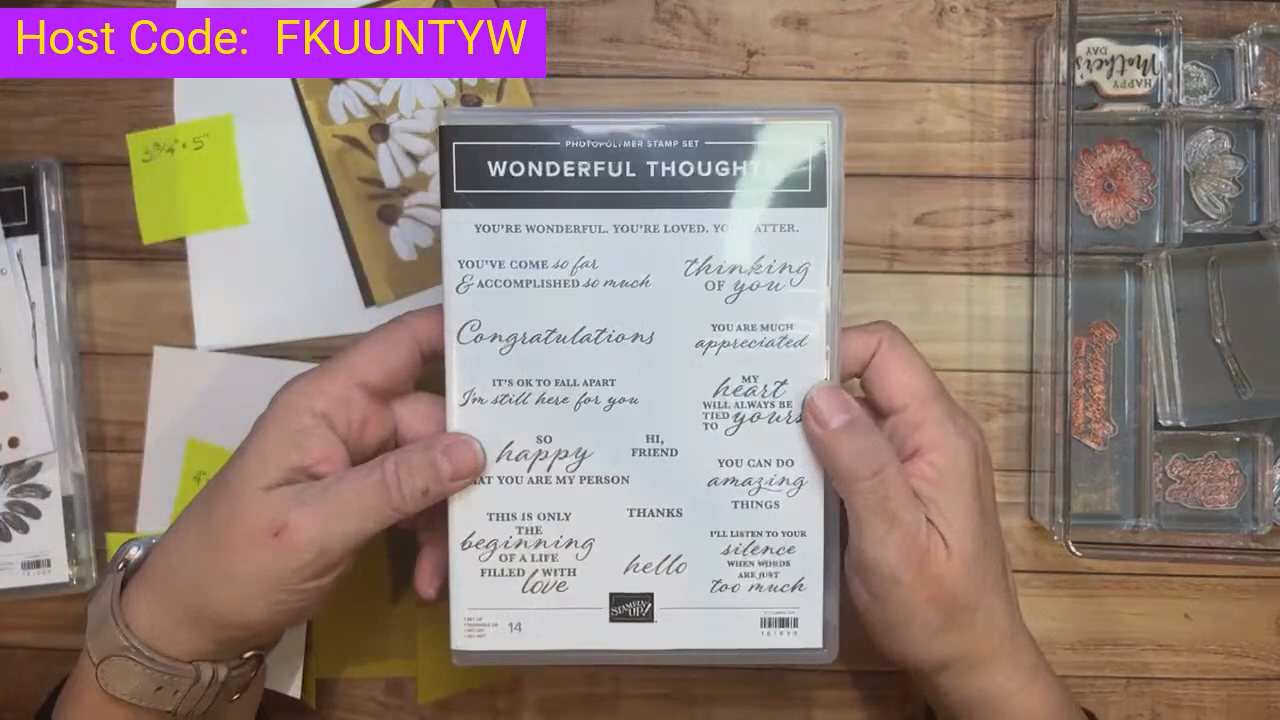 Host Code: FKUUNTYW
3 3/4" x 5"
HAPPY
Mother's
DAY
PHOTOPOLYMER STAMP SET
WONDERFUL THOUGHT
YOU'RE WONDERFUL. YOU'RE LOVED. YOU MATTER.
YOU'VE COME so far
& ACCOMPLISHED so much
thinking
OF you
Congratulations
YOU ARE MUCH
appreciated
IT'S OK TO FALL APART
I'm still here for you
MY
heart
WILL ALWAYS BE
TIED
TO yours
SO
happy
AT YOU ARE MY PERSON
HI,
FRIEND
YOU CAN DO
amazing
THINGS
THIS IS ONLY
THE
beginning
OF A LIFE
FILLED WITH
love
THANKS
hello
I'LL LISTEN TO YOUR
silence
WHEN WORDS
ARE JUST
too much
STAMPIN' UP!
14